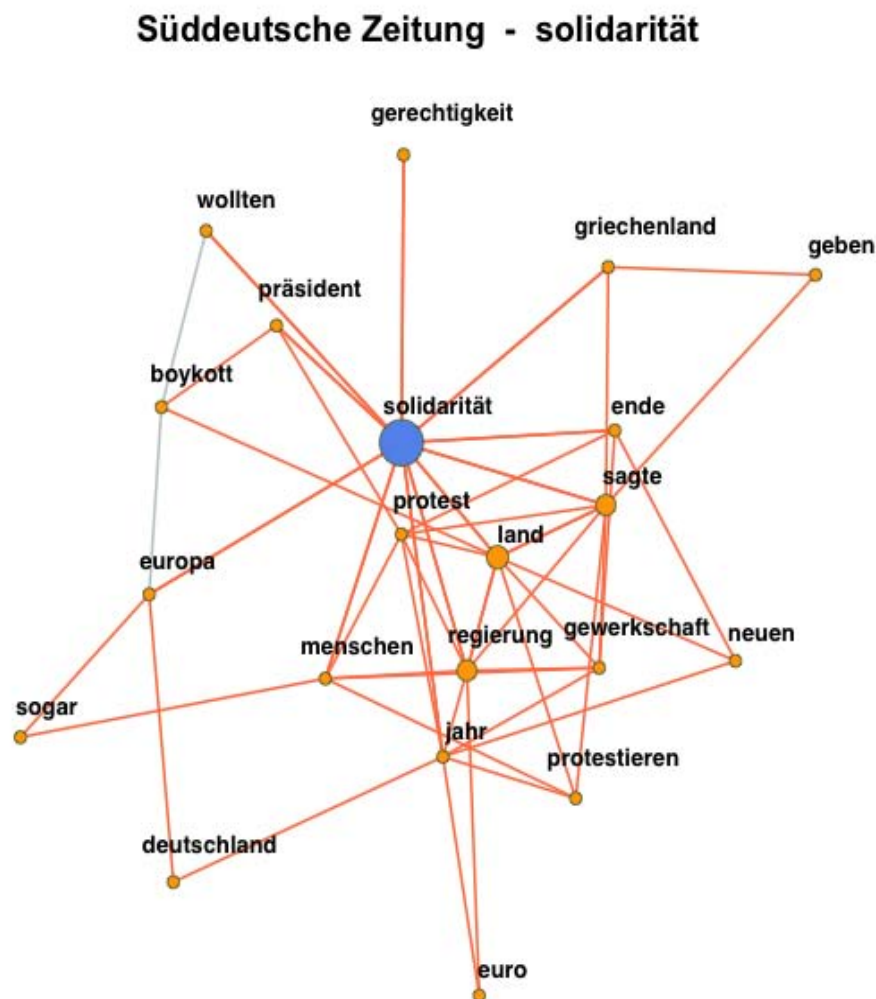 Süddeutsche Zeitung - solidarität
gerechtigkeit
wollten
griechenland
geben
präsident
boykott
solidarität
ende
sagte
protest
land
europa
menschen
regierung
gewerkschaft
neuen
sogar
jahr
protestieren
deutschland
euro